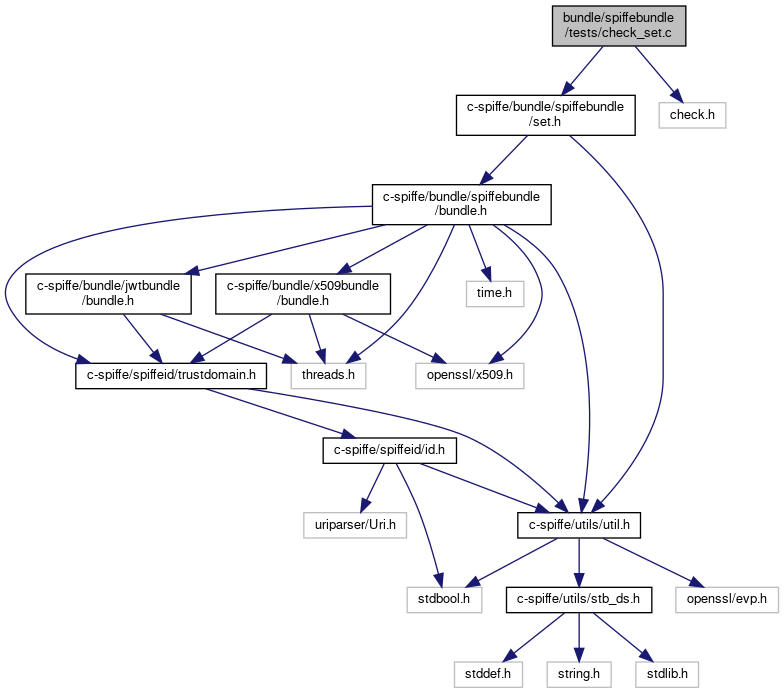 bundle/spiffebundle
/tests/check_set.c
c-spiffe/bundle/spiffebundle
/set.h
check.h
c-spiffe/bundle/spiffebundle
/bundle.h
c-spiffe/bundle/jwtbundle
/bundle.h
c-spiffe/bundle/x509bundle
/bundle.h
time.h
c-spiffe/spiffeid/trustdomain.h
threads.h
openssl/x509.h
c-spiffe/spiffeid/id.h
uriparser/Uri.h
c-spiffe/utils/util.h
stdbool.h
c-spiffe/utils/stb_ds.h
openssl/evp.h
stddef.h
string.h
stdlib.h